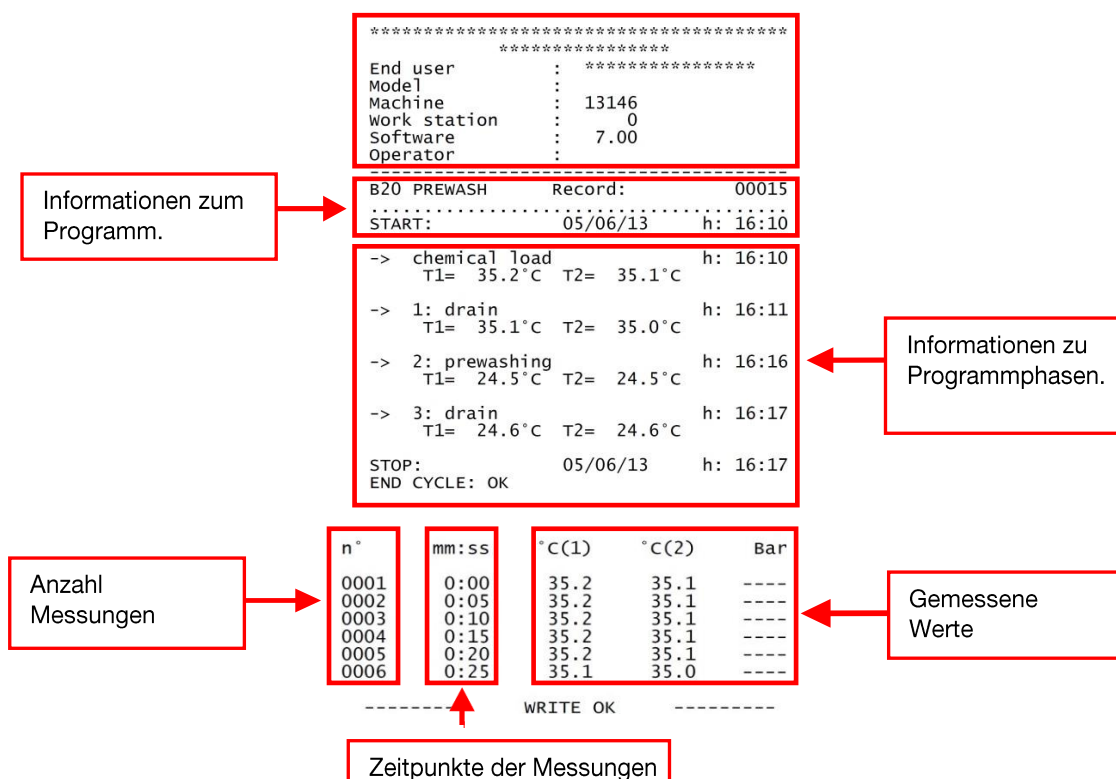 ****************************************
****************
End user : ****************
Model :
Machine : 13146
Work station : 0
Software : 7.00
Operator :
---------------------------------------
B20 PREWASH Record: 00015
.......................................
START: 05/06/13 h: 16:10
Informationen zum
Programm.
-> chemical load h: 16:10
T1= 35.2°C T2= 35.1°C
-> 1: drain h: 16:11
T1= 35.1°C T2= 35.0°C
-> 2: prewashing h: 16:16
T1= 24.5°C T2= 24.5°C
-> 3: drain h: 16:17
T1= 24.6°C T2= 24.6°C
STOP: 05/06/13 h: 16:17
END CYCLE: OK
Informationen zu
Programmphasen.
n° mm:ss °C(1) °C(2) Bar
0001 0:00 35.2 35.1 ----
0002 0:05 35.2 35.1 ----
0003 0:10 35.2 35.1 ----
0004 0:15 35.2 35.1 ----
0005 0:20 35.2 35.1 ----
0006 0:25 35.1 35.0 ----
Anzahl
Messungen
Gemessene
Werte
--------- WRITE OK ---------
Zeitpunkte der Messungen